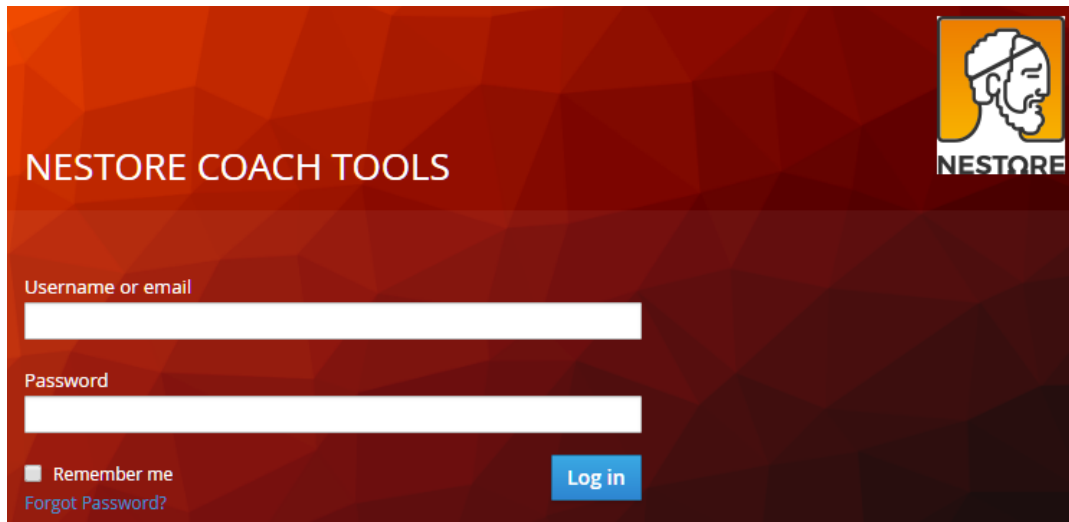 NESTORE COACH TOOLS
NESTORE
Username or email
Password
Remember me
Log in
Forgot Password?